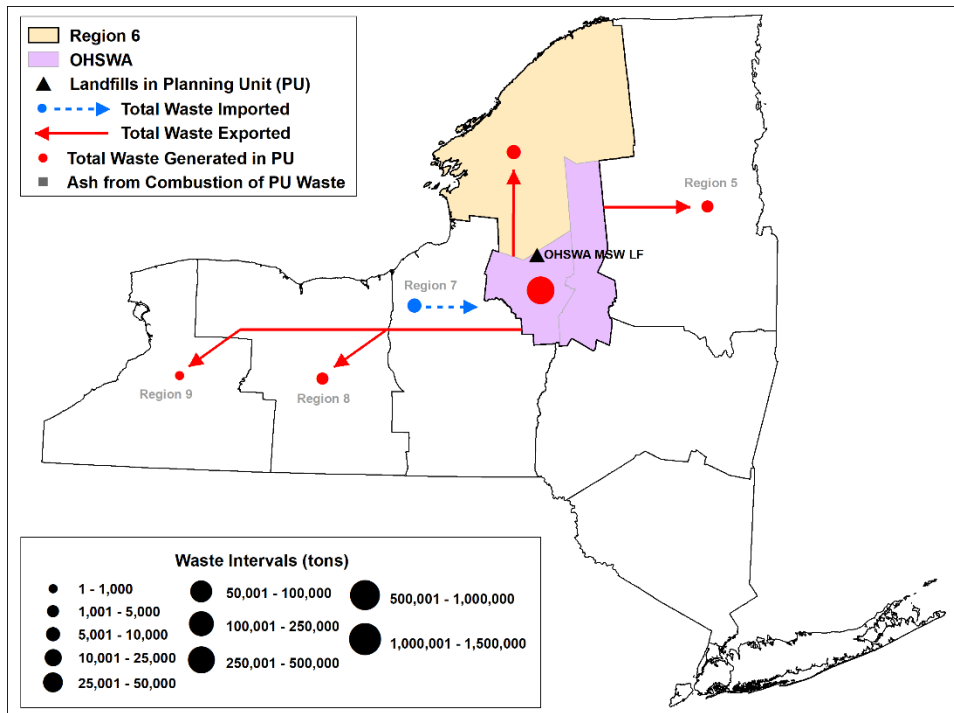 Region 6
OHSWA
Landfills in Planning Unit (PU)
Total Waste Imported
Total Waste Exported
Total Waste Generated in PU
Ash from Combustion of PU Waste
Region 5
OHSWA MSW LF
Region 7
Region 9
Region 8
Waste Intervals (tons)
1 - 1,000
1,001 - 5,000
5,001 - 10,000
10,001 - 25,000
25,001 - 50,000
50,001 - 100,000
100,001 - 250,000
250,001 - 500,000
500,001 - 1,000,000
1,000,001 - 1,500,000